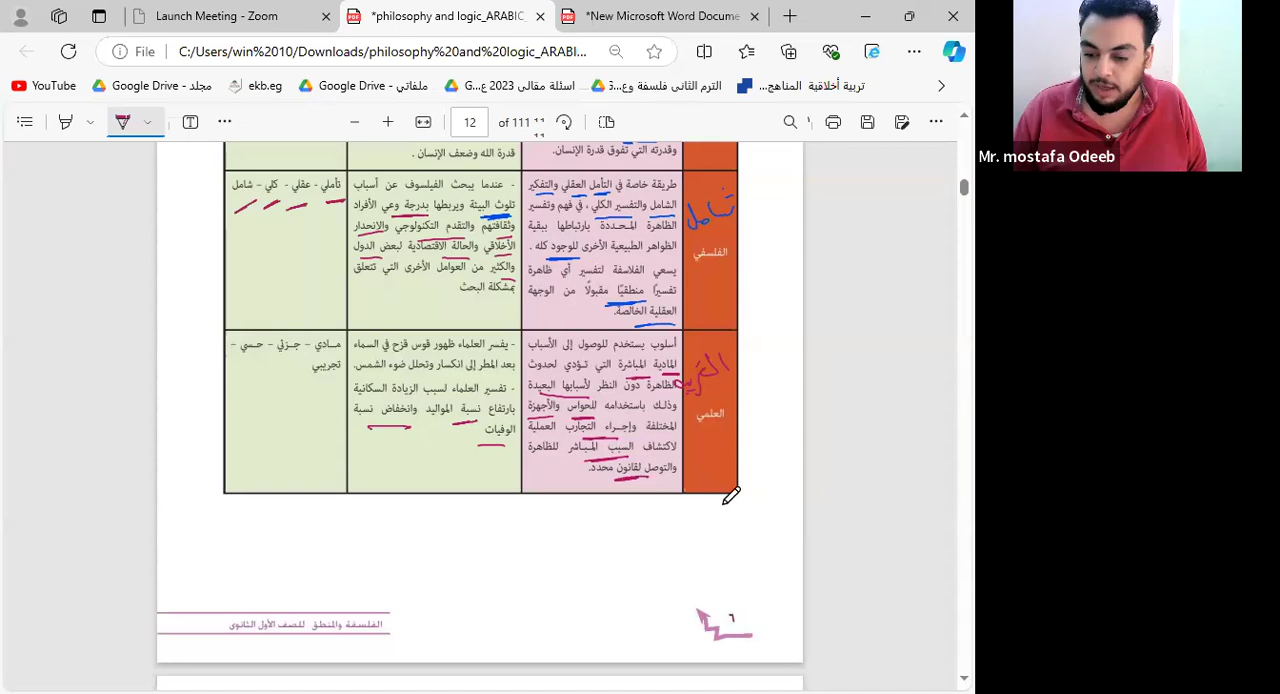 Launch Meeting - Zoom
*philosophy and logic_ARABIC_
*New Microsoft Word Docume
File
C:/Users/win%2010/Downloads/philosophy%20and%20logic_ARABI...
YouTube
Google Drive - مجلد
ekb.eg
Google Drive - ملفاتي
اسئلة مقالى 2023 ع...G
الترم الثانى فلسفة وع...G
تربية أخلاقية المناهج...
12
of 111
Mr. mostafa Odeeb
وقدرته التي تفوق قدرة الإنسان.
قدرة الله وضعف الإنسان .
شامل
الفلسفي
طريقة خاصة في التأمل العقلي والتفكير
الشامل والتفسير الكلي ، في فهم وتفسير
الظاهرة المحددة بارتباطها ببقية
الظواهر الطبيعية الأخرى للوجود كله .
يسعي الفلاسفة لتفسير أي ظاهرة
تفسيرًا منطقيًا مقبولًا من الوجهة
العقلية الخالصة.
- عندما يبحث الفيلسوف عن أسباب
تلوث البيئة ويربطها بدرجة وعي الأفراد
وثقافتهم والتقدم التكنولوجي والانحدار
الأخلاقي والحالة الاقتصادية لبعض الدول
والكثير من العوامل الأخرى التي تتعلق
بمشكلة البحث
تأملي - عقلي - كلي – شامل
العلمي
أسلوب يستخدم للوصول إلى الأسباب
المادية المباشرة التي تؤدي لحدوث
الظاهرة دون النظر لأسبابها البعيدة
وذلك باستخدامه للحواس والأجهزة
المختلفة وإجراء التجارب العملية
لاكتشاف السبب المباشر للظاهرة
والتوصل لقانون محدد.
- يفسر العلماء ظهور قوس قزح في السماء
بعد المطر إلى انكسار وتحلل ضوء الشمس.
- تفسير العلماء لسبب الزيادة السكانية
بارتفاع نسبة المواليد وانخفاض نسبة
الوفيات
مادي – جزئي – حسي –
تجريبي
٦
الفلسفة والمنطق للصف الأول الثانوى